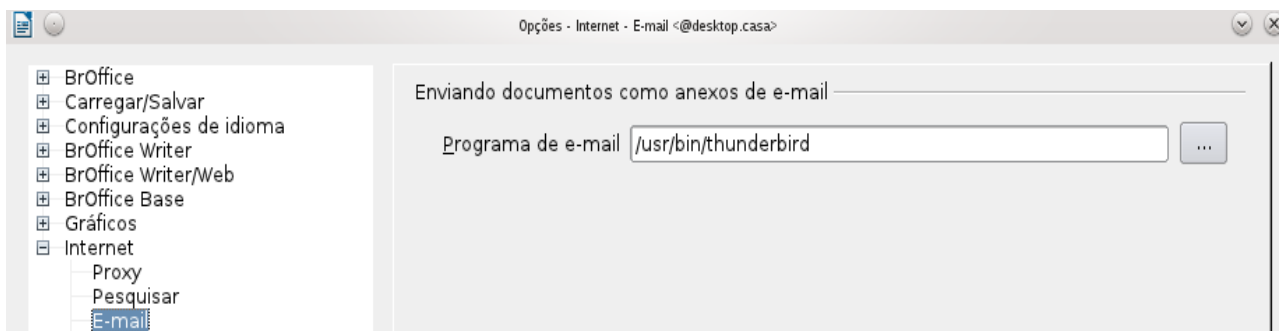 Opções - Internet - E-mail <@desktop.casa>
BrOffice
Carregar/Salvar
Configurações de idioma
BrOffice Writer
BrOffice Writer/Web
BrOffice Base
Gráficos
Internet
Proxy
Pesquisar
E-mail
Enviando documentos como anexos de e-mail
Programa de e-mail /usr/bin/thunderbird ...